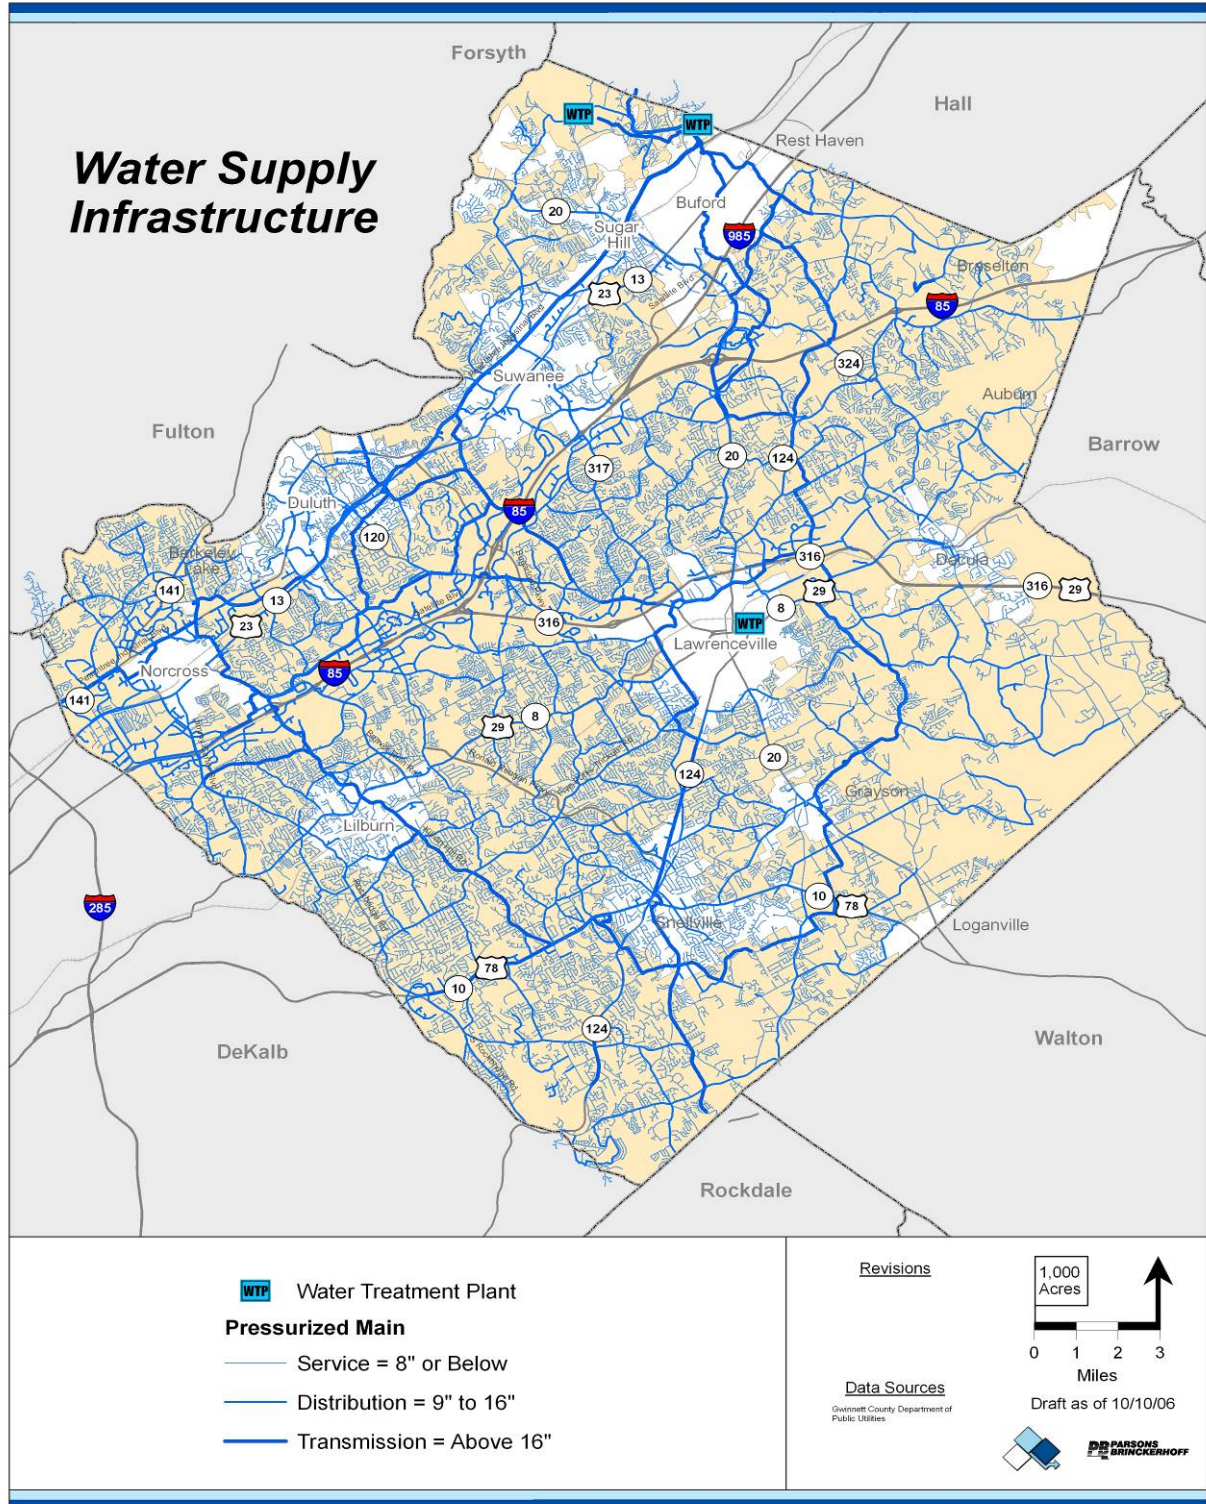 Forsyth
Hall
Water Supply
Infrastructure
WTP
WTP
Rest Haven
20
Buford
Sugar
Hill
985
13
23
Satellite Blvd
Braselton
85
324
Suwanee
Auburn
Fulton
Barrow
317
20
124
Duluth
85
120
Berkeley
Lake
316
Dacula
141
13
316
29
29
23
Satellite Blvd
316
8
WTP
Lawrenceville
Norcross
85
141
29
8
20
124
Grayson
Lilburn
10
78
285
Snellville
Loganville
78
10
124
DeKalb
Walton
Rockdale
WTP Water Treatment Plant
Pressurized Main
Service = 8" or Below
Distribution = 9" to 16"
Transmission = Above 16"
Revisions
1,000
Acres
0 1 2 3
Miles
Data Sources
Gwinnett County Department of
Public Utilities
Draft as of 10/10/06
PB PARSONS
BRINCKERHOFF